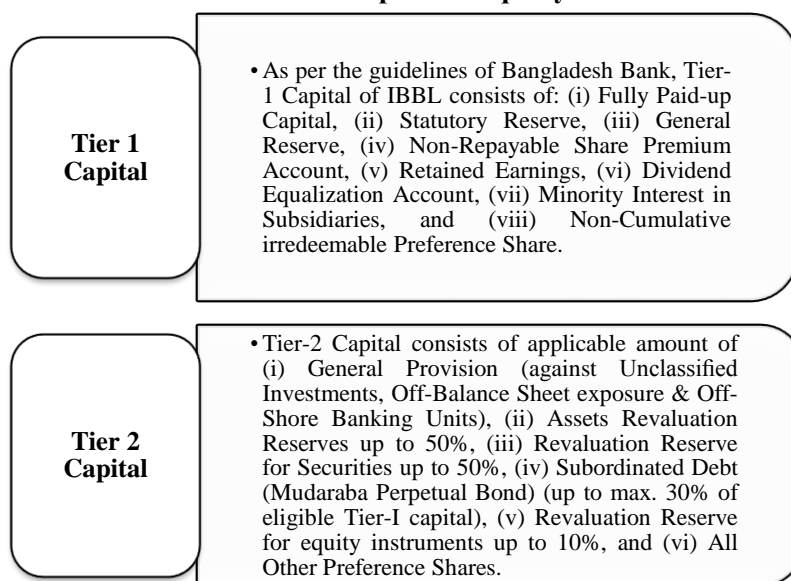 Tier 1
Capital
• As per the guidelines of Bangladesh Bank, Tier-
1 Capital of IBBL consists of: (i) Fully Paid-up
Capital, (ii) Statutory Reserve, (iii) General
Reserve, (iv) Non-Repayable Share Premium
Account, (v) Retained Earnings, (vi) Dividend
Equalization Account, (vii) Minority Interest in
Subsidiaries, and (viii) Non-Cumulative
irredeemable Preference Share.
Tier 2
Capital
• Tier-2 Capital consists of applicable amount of
(i) General Provision (against Unclassified
Investments, Off-Balance Sheet exposure & Off-
Shore Banking Units), (ii) Assets Revaluation
Reserves up to 50%, (iii) Revaluation Reserve
for Securities up to 50%, (iv) Subordinated Debt
(Mudaraba Perpetual Bond) (up to max. 30% of
eligible Tier-I capital), (v) Revaluation Reserve
for equity instruments up to 10%, and (vi) All
Other Preference Shares.